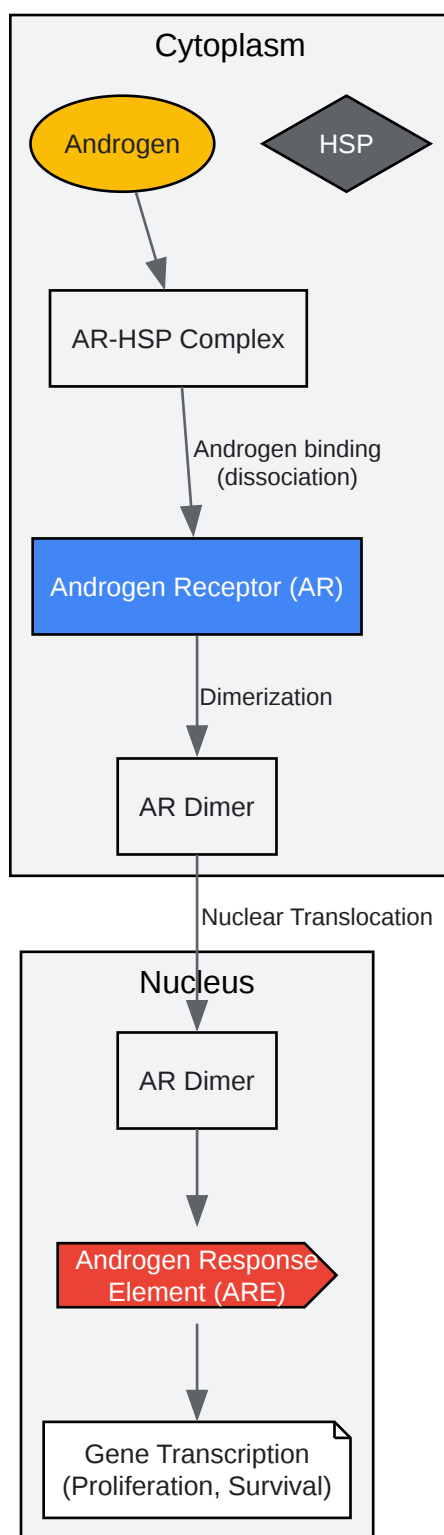 Cytoplasm
Androgen
HSP
AR-HSP Complex
Androgen binding
(dissociation)
Androgen Receptor (AR)
Dimerization
AR Dimer
Nuclear Translocation
Nucleus
AR Dimer
Androgen Response
Element (ARE)
Gene Transcription
(Proliferation, Survival)